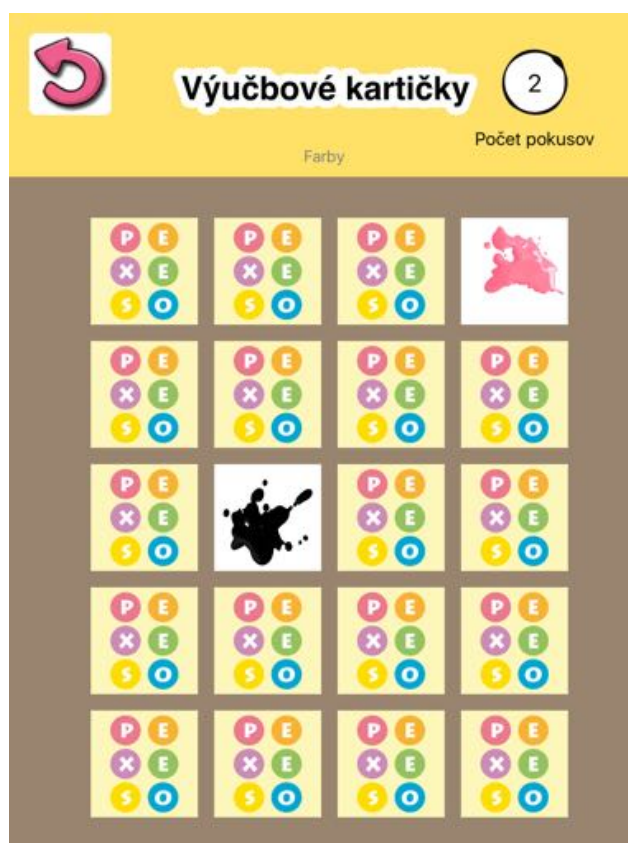 Výučbové kartičky
2
Počet pokusov
Farby
P E P E P E
X E X E X E
S O S O S O
P E P E P E P E
X E X E X E X E
S O S O S O S O
P E P E P E
X E X E X E
S O S O S O
P E P E P E P E
X E X E X E X E
S O S O S O S O
P E P E P E P E
X E X E X E X E
S O S O S O S O